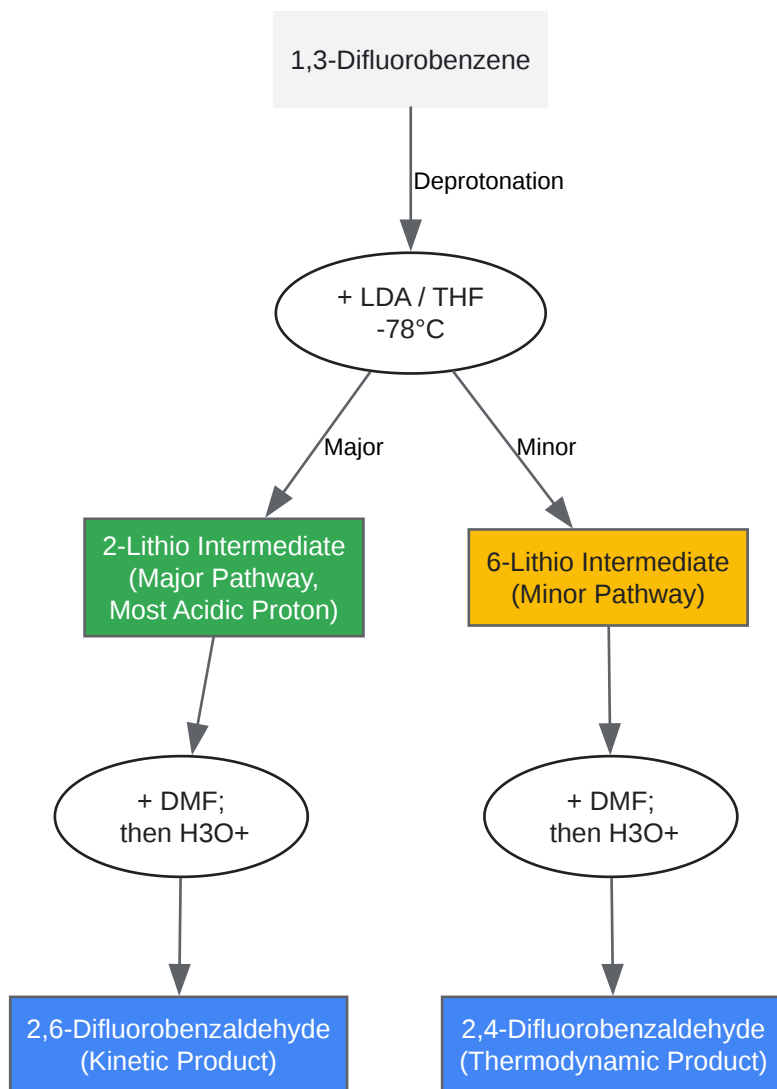 1,3-Difluorobenzene
Deprotonation
+ LDA / THF
-78°C
Major
Minor
2-Lithio Intermediate
(Major Pathway,
Most Acidic Proton)
6-Lithio Intermediate
(Minor Pathway)
+ DMF;
then H3O+
+ DMF;
then H3O+
2,6-Difluorobenzaldehyde
(Kinetic Product)
2,4-Difluorobenzaldehyde
(Thermodynamic Product)